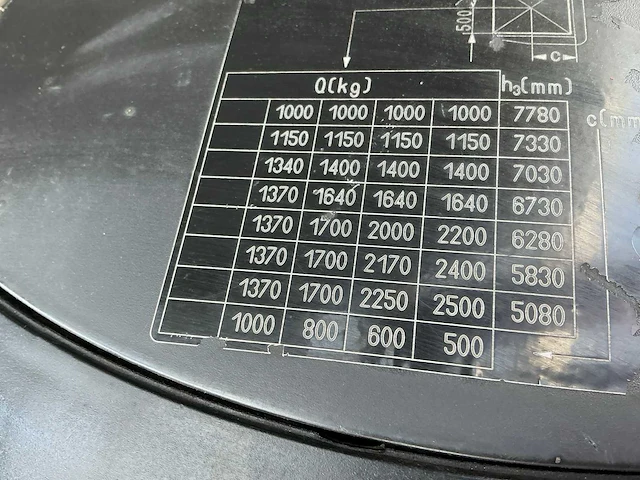 500
c
Q(kg) h₃(mm)
1000 1000 1000 1000 7780
c(mm
1150 1150 1150 1150 7330
1340 1400 1400 1400 7030
1370 1640 1640 1640 6730
1370 1700 2000 2200 6280
1370 1700 2170 2400 5830
1370 1700 2250 2500 5080
1000 800 600 500